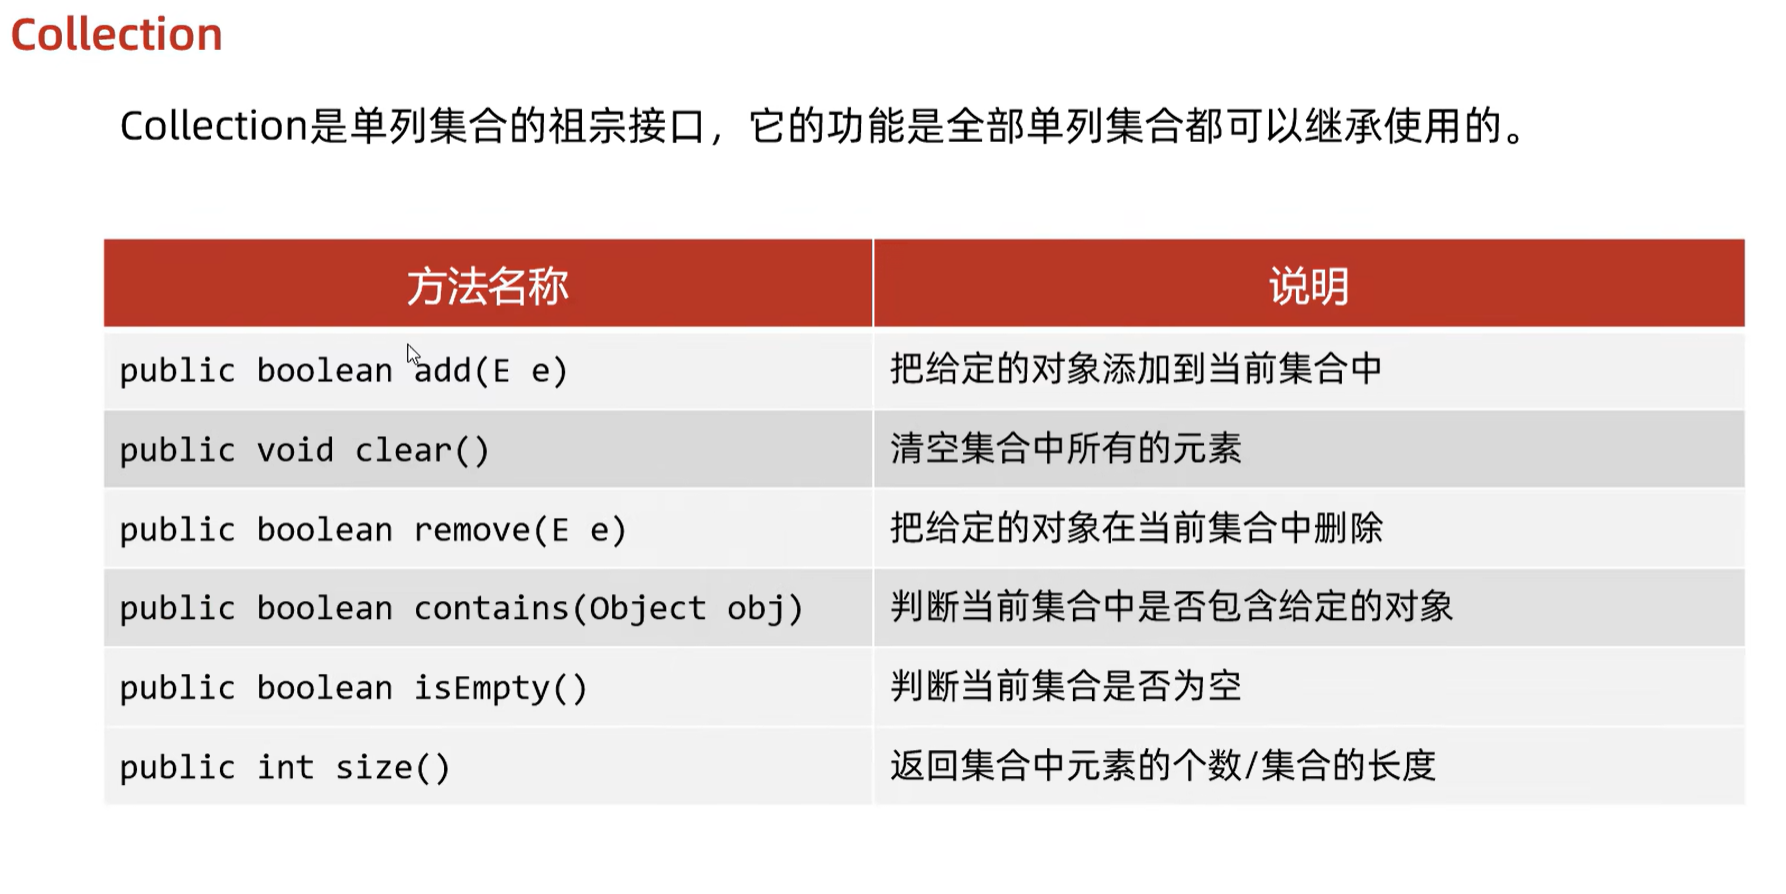 Collection
Collection是单列集合的祖宗接口，它的功能是全部单列集合都可以继承使用的。
方法名称 说明
public boolean add(E e) 把给定的对象添加到当前集合中
public void clear() 清空集合中所有的元素
public boolean remove(E e) 把给定的对象在当前集合中删除
public boolean contains(Object obj) 判断当前集合中是否包含给定的对象
public boolean isEmpty() 判断当前集合是否为空
public int size() 返回集合中元素的个数/集合的长度